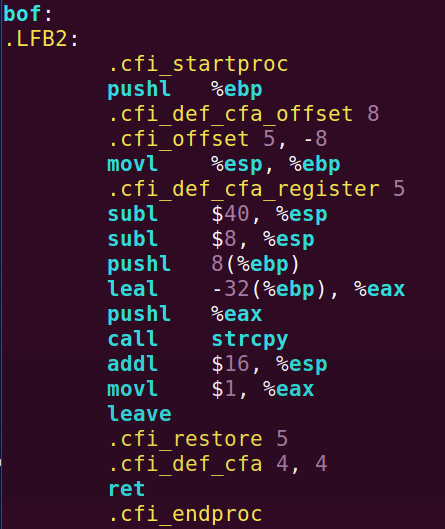 bof:
.LFB2:
        .cfi_startproc
        pushl   %ebp
        .cfi_def_cfa_offset 8
        .cfi_offset 5, -8
        movl    %esp, %ebp
        .cfi_def_cfa_register 5
        subl    $40, %esp
        subl    $8, %esp
        pushl   8(%ebp)
        leal    -32(%ebp), %eax
        pushl   %eax
        call    strcpy
        addl    $16, %esp
        movl    $1, %eax
        leave
        .cfi_restore 5
        .cfi_def_cfa 4, 4
        ret
        .cfi_endproc